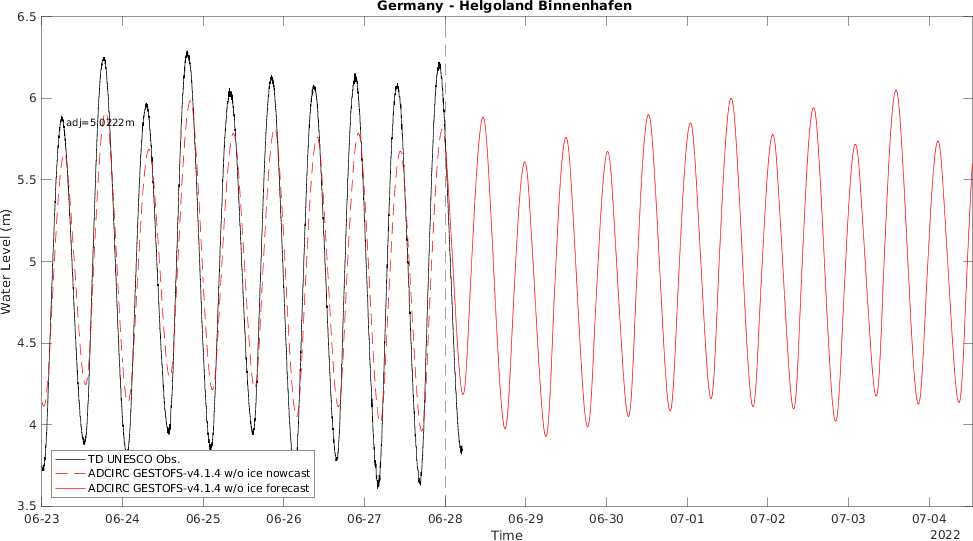 Germany - Helgoland Binnenhafen
6.5
6
5.5
5
4.5
4
3.5
Water Level (m)
adj=5.0222m
TD UNESCO Obs.
ADCIRC GESTOFS-v4.1.4 w/o ice nowcast
ADCIRC GESTOFS-v4.1.4 w/o ice forecast
06-23 06-24 06-25 06-26 06-27 06-28 06-29 06-30 07-01 07-02 07-03 07-04
Time
2022